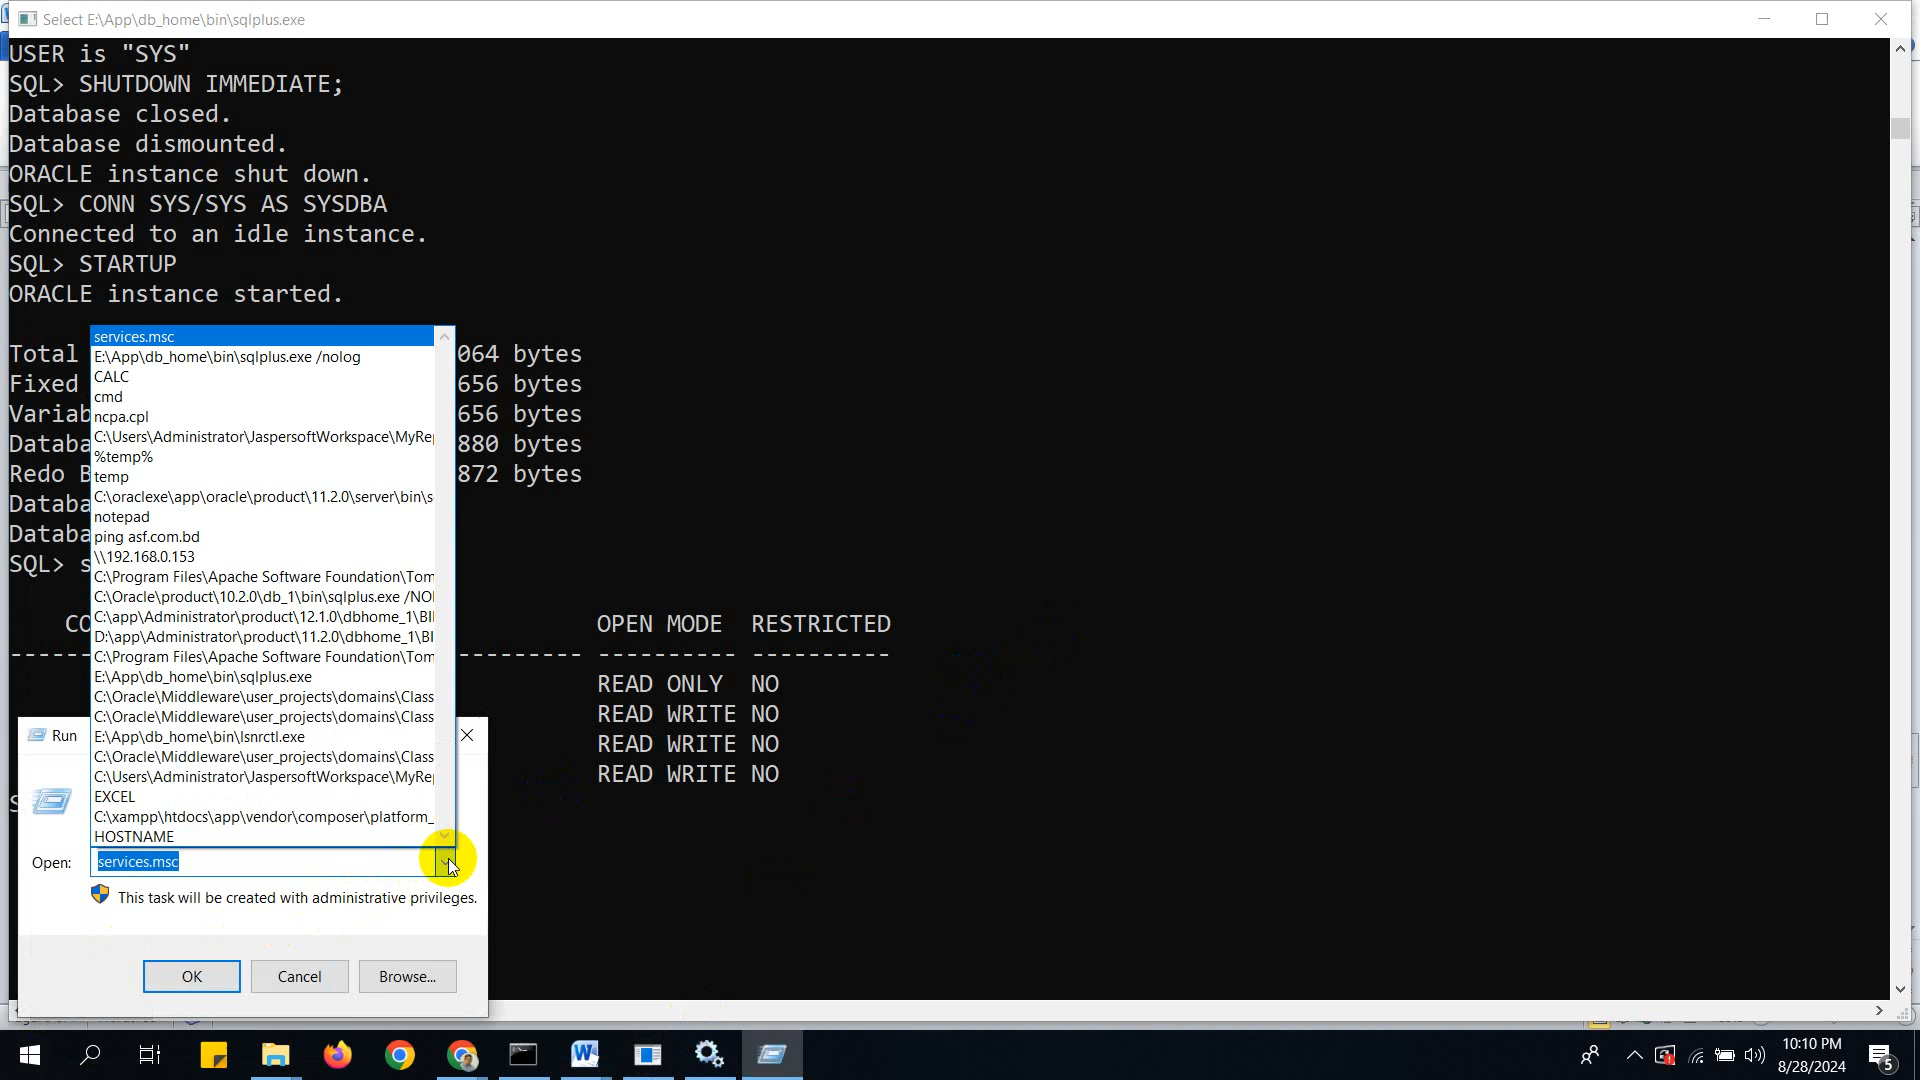 Select E:\App\db_home\bin\sqlplus.exe
USER is "SYS"
SQL> SHUTDOWN IMMEDIATE;
Database closed.
Database dismounted.
ORACLE instance shut down.
SQL> CONN SYS/SYS AS SYSDBA
Connected to an idle instance.
SQL> STARTUP
ORACLE instance started.
Total 064 bytes
Fixed 656 bytes
Variab 656 bytes
Databa 880 bytes
Redo B 872 bytes
Databa
Databa
SQL> s
CO OPEN MODE RESTRICTED
----- --------- ---------- ----------
READ ONLY NO
READ WRITE NO
READ WRITE NO
READ WRITE NO
S
services.msc
E:\App\db_home\bin\sqlplus.exe /nolog
CALC
cmd
ncpa.cpl
C:\Users\Administrator\JaspersoftWorkspace\MyRep
%temp%
temp
C:\oraclexe\app\oracle\product\11.2.0\server\bin\s
notepad
ping asf.com.bd
\\192.168.0.153
C:\Program Files\Apache Software Foundation\Tom
C:\Oracle\product\10.2.0\db_1\bin\sqlplus.exe /NOI
C:\app\Administrator\product\12.1.0\dbhome_1\BII
D:\app\Administrator\product\11.2.0\dbhome_1\BI
C:\Program Files\Apache Software Foundation\Tom
E:\App\db_home\bin\sqlplus.exe
C:\Oracle\Middleware\user_projects\domains\Class
C:\Oracle\Middleware\user_projects\domains\Class
E:\App\db_home\bin\lsnrctl.exe
C:\Oracle\Middleware\user_projects\domains\Class
C:\Users\Administrator\JaspersoftWorkspace\MyRep
EXCEL
C:\xampp\htdocs\app\vendor\composer\platform_
HOSTNAME
Run
Open: services.msc
This task will be created with administrative privileges.
OK Cancel Browse...
10:10 PM
8/28/2024
5